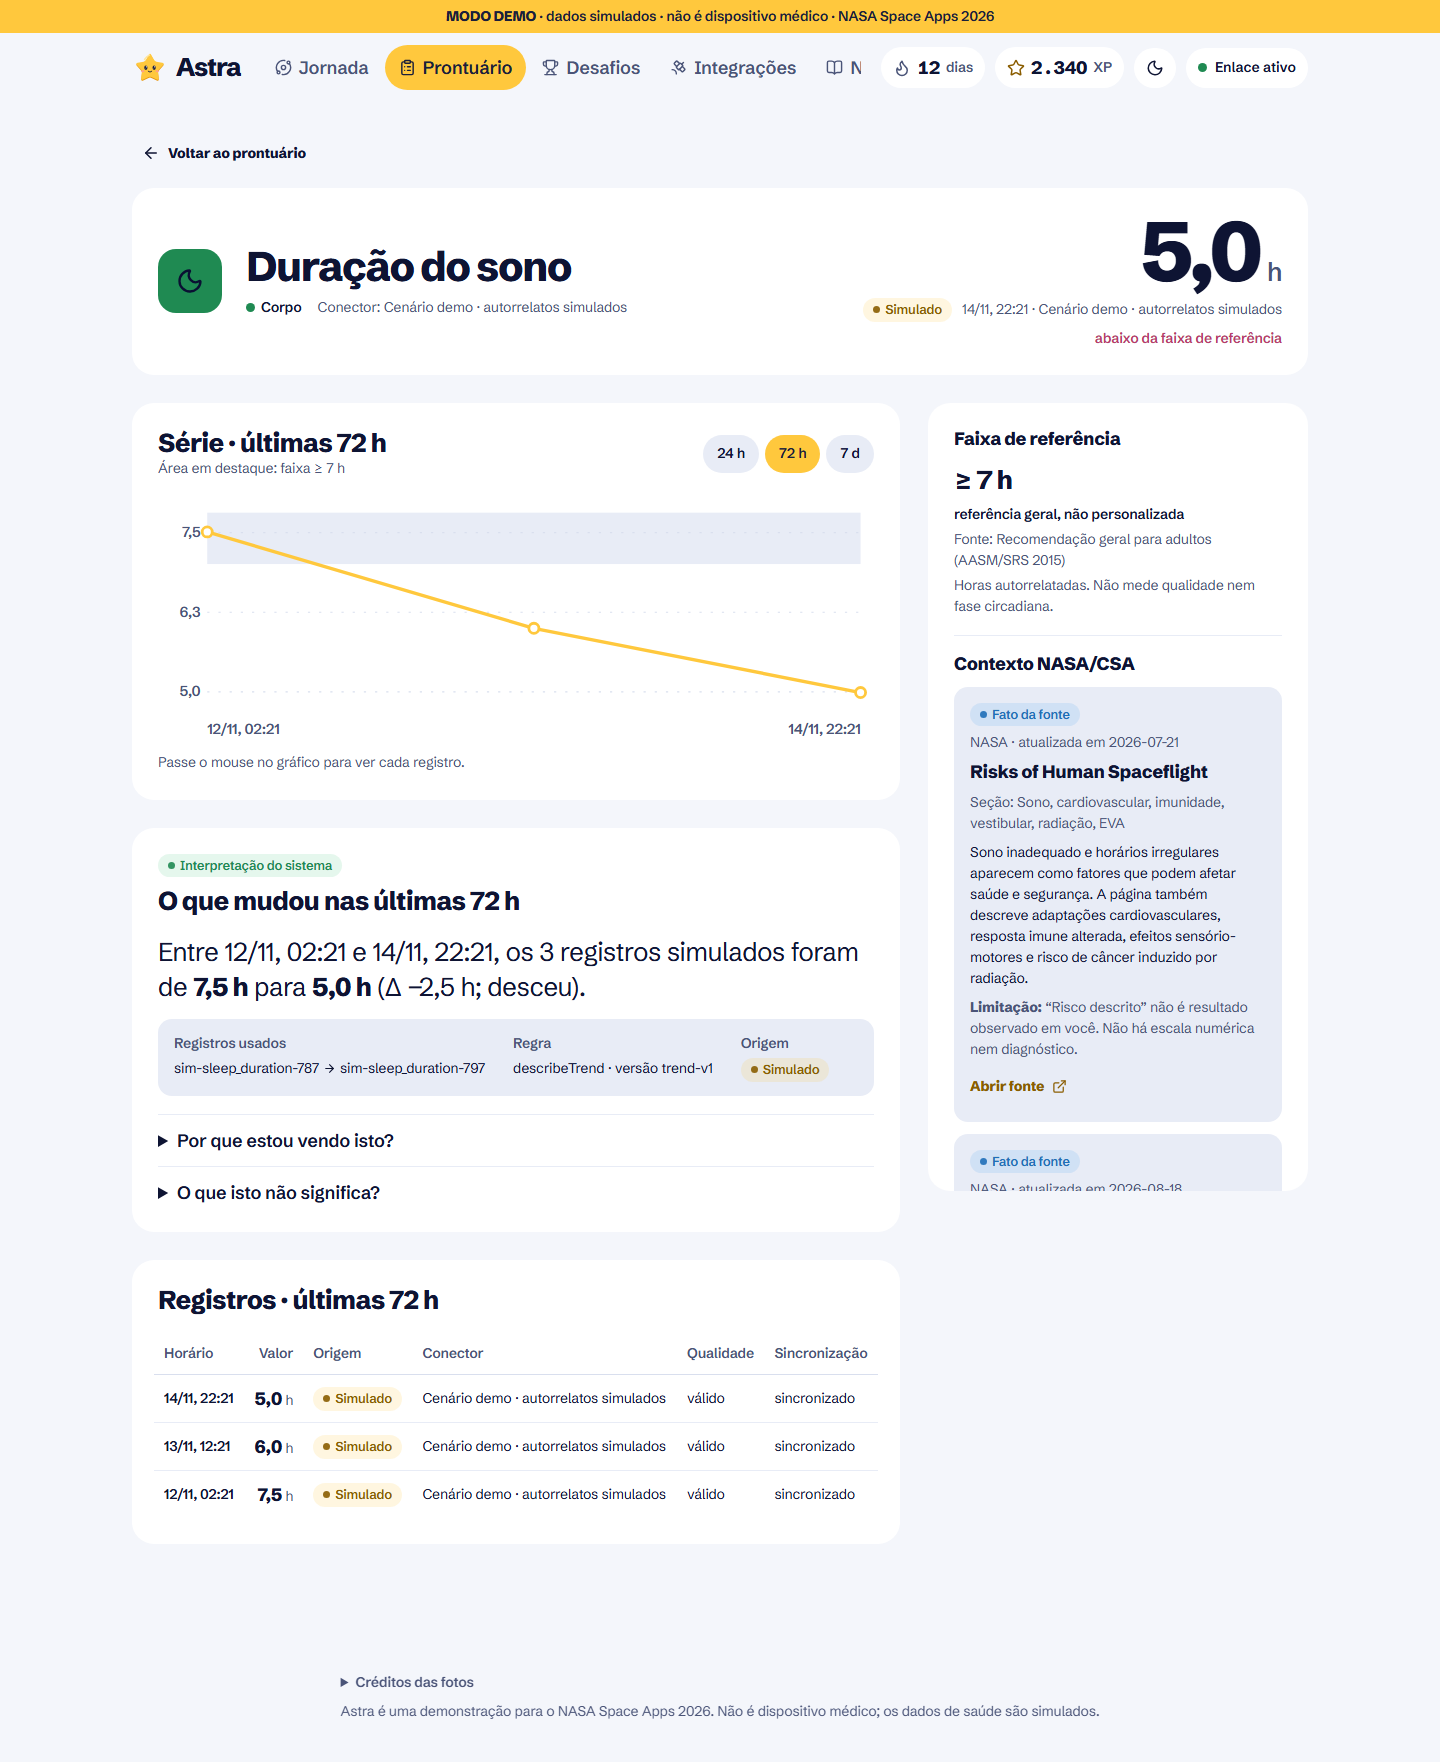 MODO DEMO · dados simulados · não é dispositivo médico · NASA Space Apps 2026
Astra
Jornada
Prontuário
Desafios
Integrações
N
12 dias
2.340 XP
Enlace ativo
Voltar ao prontuário
Duração do sono
Corpo
Conector: Cenário demo · autorrelatos simulados
5,0 h
Simulado
14/11, 22:21 · Cenário demo · autorrelatos simulados
abaixo da faixa de referência
Série · últimas 72 h
Área em destaque: faixa ≥ 7 h
24 h
72 h
7 d
7,5
6,3
5,0
12/11, 02:21
14/11, 22:21
Passe o mouse no gráfico para ver cada registro.
Interpretação do sistema
O que mudou nas últimas 72 h
Entre 12/11, 02:21 e 14/11, 22:21, os 3 registros simulados foram
de 7,5 h para 5,0 h (Δ −2,5 h; desceu).
Registros usados
sim-sleep_duration-787 → sim-sleep_duration-797
Regra
describeTrend · versão trend-v1
Origem
Simulado
Por que estou vendo isto?
O que isto não significa?
Registros · últimas 72 h
Horário Valor Origem Conector Qualidade Sincronização
14/11, 22:21 5,0 h Simulado Cenário demo · autorrelatos simulados válido sincronizado
13/11, 12:21 6,0 h Simulado Cenário demo · autorrelatos simulados válido sincronizado
12/11, 02:21 7,5 h Simulado Cenário demo · autorrelatos simulados válido sincronizado
Faixa de referência
≥ 7 h
referência geral, não personalizada
Fonte: Recomendação geral para adultos
(AASM/SRS 2015)
Horas autorrelatadas. Não mede qualidade nem
fase circadiana.
Contexto NASA/CSA
Fato da fonte
NASA · atualizada em 2026-07-21
Risks of Human Spaceflight
Seção: Sono, cardiovascular, imunidade,
vestibular, radiação, EVA
Sono inadequado e horários irregulares
aparecem como fatores que podem afetar
saúde e segurança. A página também
descreve adaptações cardiovasculares,
resposta imune alterada, efeitos sensório-
motores e risco de câncer induzido por
radiação.
Limitação: “Risco descrito” não é resultado
observado em você. Não há escala numérica
nem diagnóstico.
Abrir fonte
Fato da fonte
NASA · atualizada em 2026-08-18
Créditos das fotos
Astra é uma demonstração para o NASA Space Apps 2026. Não é dispositivo médico; os dados de saúde são simulados.